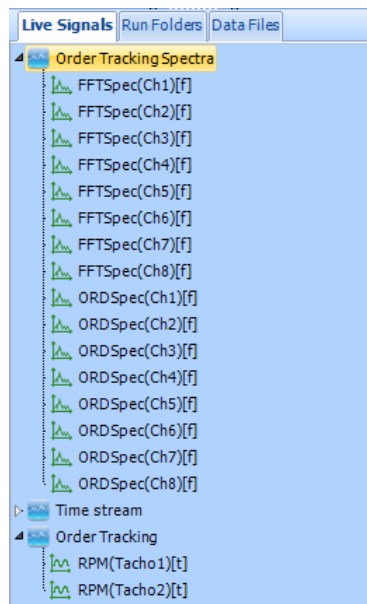 Live Signals Run Folders Data Files
Order Tracking Spectra
FFTSpec(Ch1)[f]
FFTSpec(Ch2)[f]
FFTSpec(Ch3)[f]
FFTSpec(Ch4)[f]
FFTSpec(Ch5)[f]
FFTSpec(Ch6)[f]
FFTSpec(Ch7)[f]
FFTSpec(Ch8)[f]
ORDSpec(Ch1)[f]
ORDSpec(Ch2)[f]
ORDSpec(Ch3)[f]
ORDSpec(Ch4)[f]
ORDSpec(Ch5)[f]
ORDSpec(Ch6)[f]
ORDSpec(Ch7)[f]
ORDSpec(Ch8)[f]
Time stream
Order Tracking
RPM(Tacho1)[t]
RPM(Tacho2)[t]